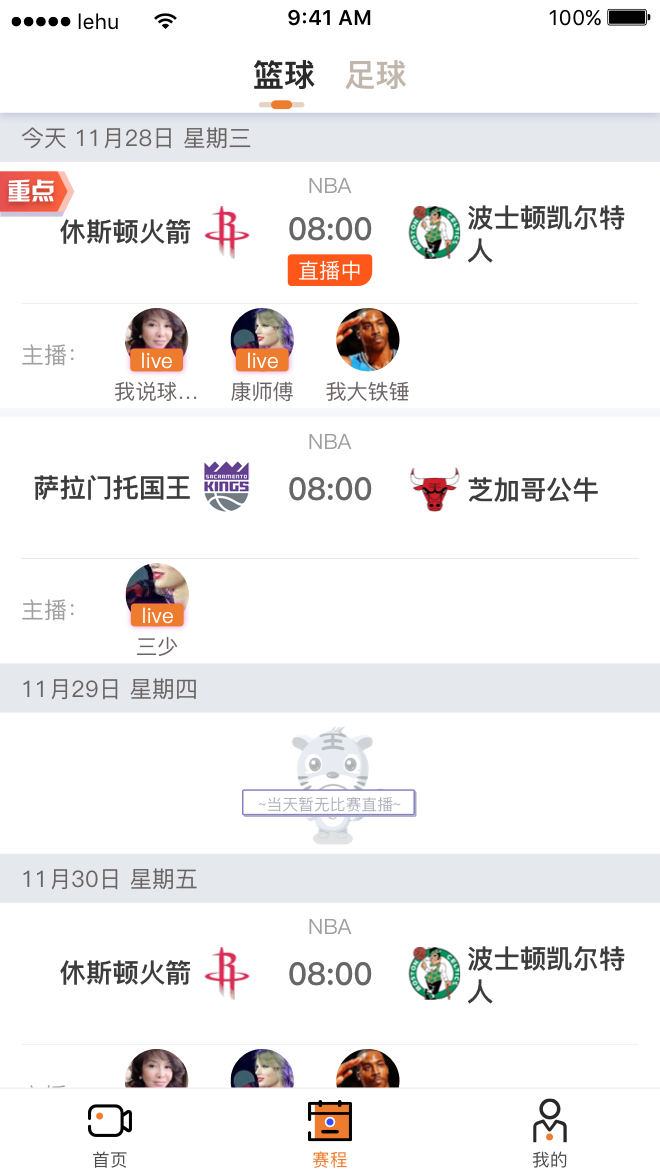 lehu 9:41 AM 100%
篮球 足球
今天 11月28日 星期三
重点
NBA
休斯顿火箭 08:00 波士顿凯尔特
人
直播中
主播:
live live
我说球... 康师傅 我大铁锤
NBA
萨拉门托国王 SACRAMENTO KINGS 08:00 芝加哥公牛
主播:
live
三少
11月29日 星期四
~当天暂无比赛直播~
11月30日 星期五
NBA
休斯顿火箭 08:00 波士顿凯尔特
人
首页 赛程 我的